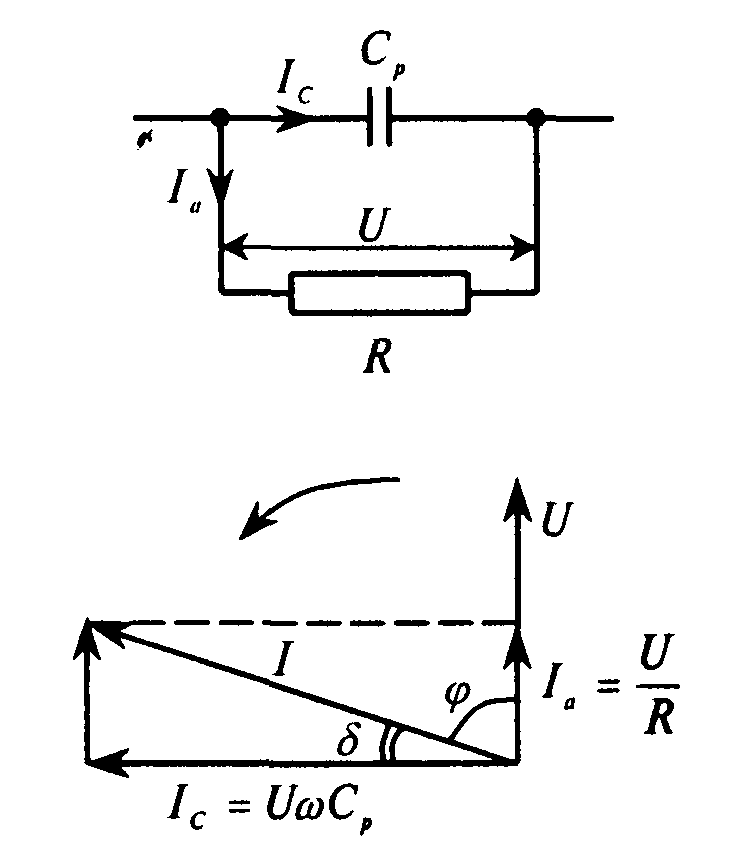 C_p
I_C
I_a
U
R
U
I
φ
I_a = U/R
δ
I_C = UωC_p